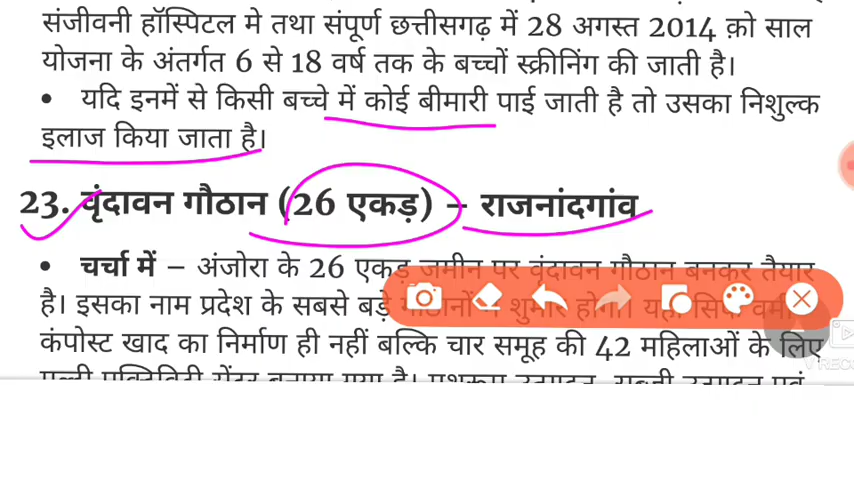 संजीवनी हॉस्पिटल मे तथा संपूर्ण छत्तीसगढ़ में 28 अगस्त 2014 क़ो साल
योजना के अंतर्गत 6 से 18 वर्ष तक के बच्चों स्क्रीनिंग की जाती है।
• यदि इनमें से किसी बच्चे में कोई बीमारी पाई जाती है तो उसका निशुल्क
इलाज किया जाता है।
23. वृंदावन गौठान (26 एकड़) – राजनांदगांव
• चर्चा में – अंजोरा के 26 एकड़ जमीन पर वृंदावन गौठान बनकर तैयार
है। इसका नाम प्रदेश के सबसे बड़े गौठानों में शुमार होगा। यहां सिर्फ वर्मी
कंपोस्ट खाद का निर्माण ही नहीं बल्कि चार समूह की 42 महिलाओं के लिए